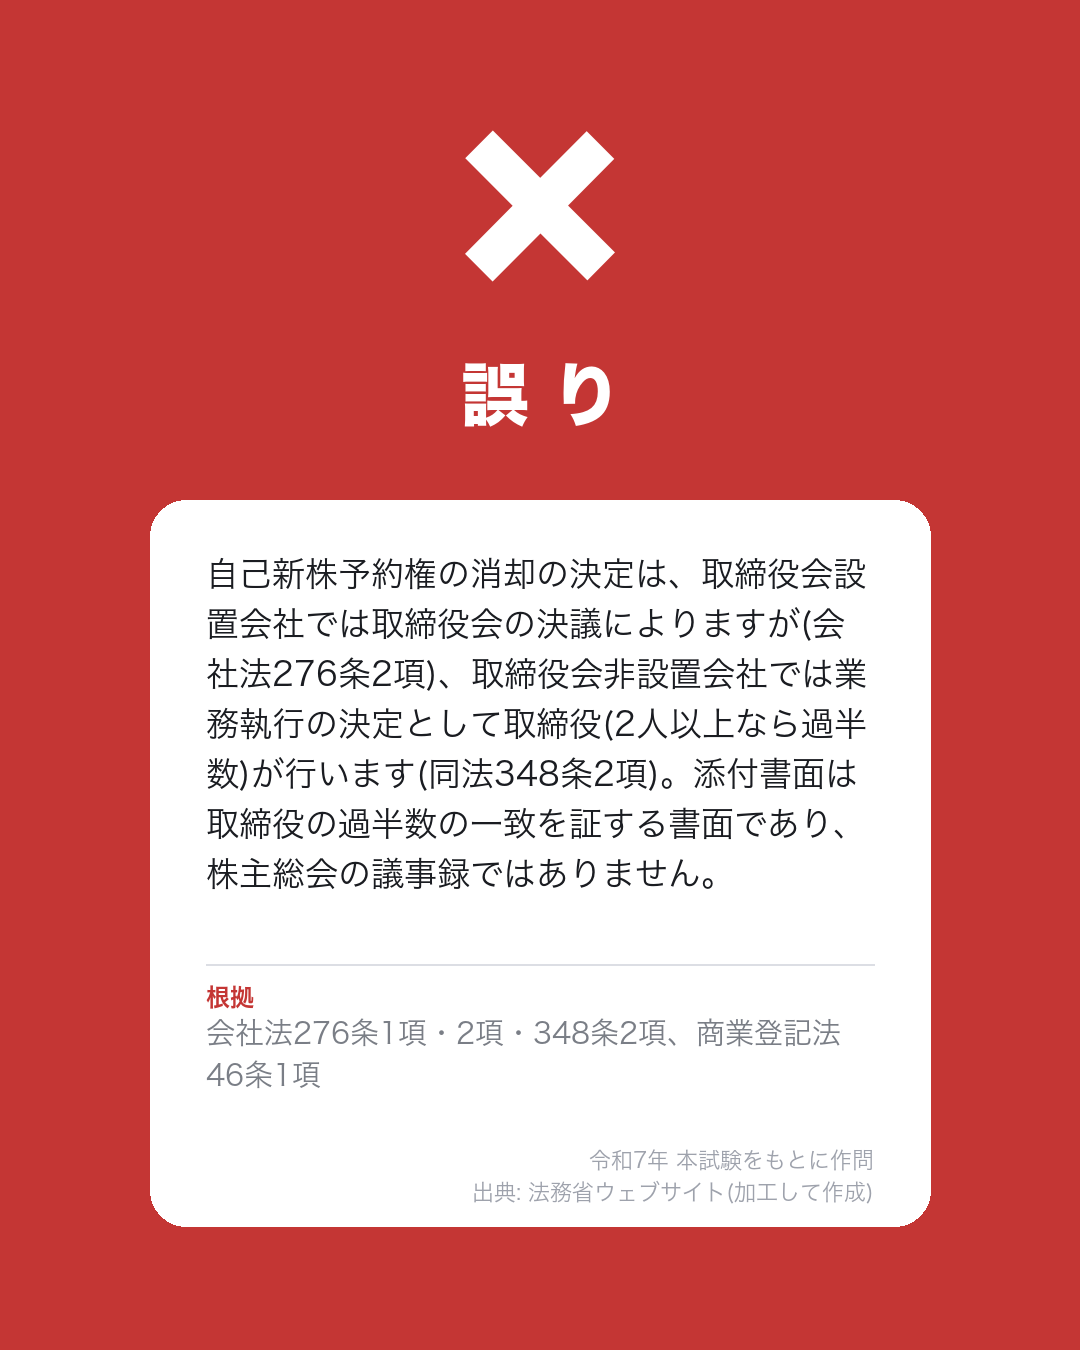 誤り
自己新株予約権の消却の決定は、取締役会設
置会社では取締役会の決議によりますが(会
社法276条2項)、取締役会非設置会社では業
務執行の決定として取締役(2人以上なら過半
数)が行います(同法348条2項)。添付書面は
取締役の過半数の一致を証する書面であり、
株主総会の議事録ではありません。
根拠
会社法276条1項・2項・348条2項、商業登記法
46条1項
令和7年 本試験をもとに作問
出典: 法務省ウェブサイト(加工して作成)